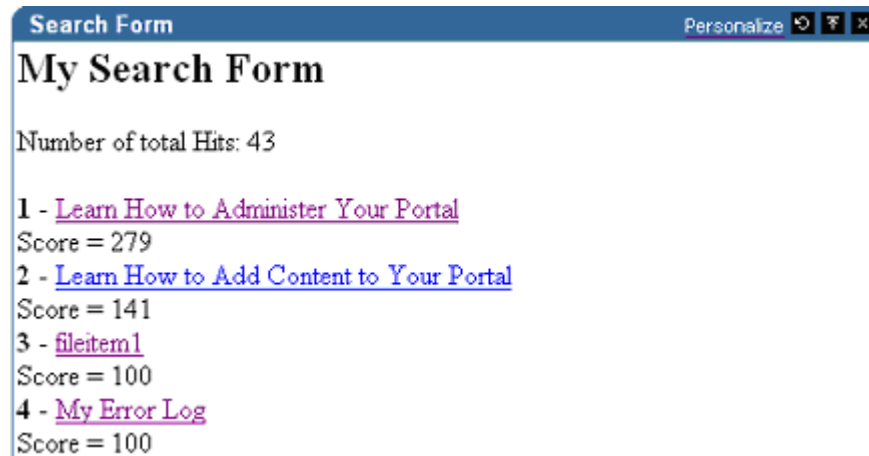 Search Form Personalize
My Search Form
Number of total Hits: 43
1 - Learn How to Administer Your Portal
Score = 279
2 - Learn How to Add Content to Your Portal
Score = 141
3 - fileitem1
Score = 100
4 - My Error Log
Score = 100